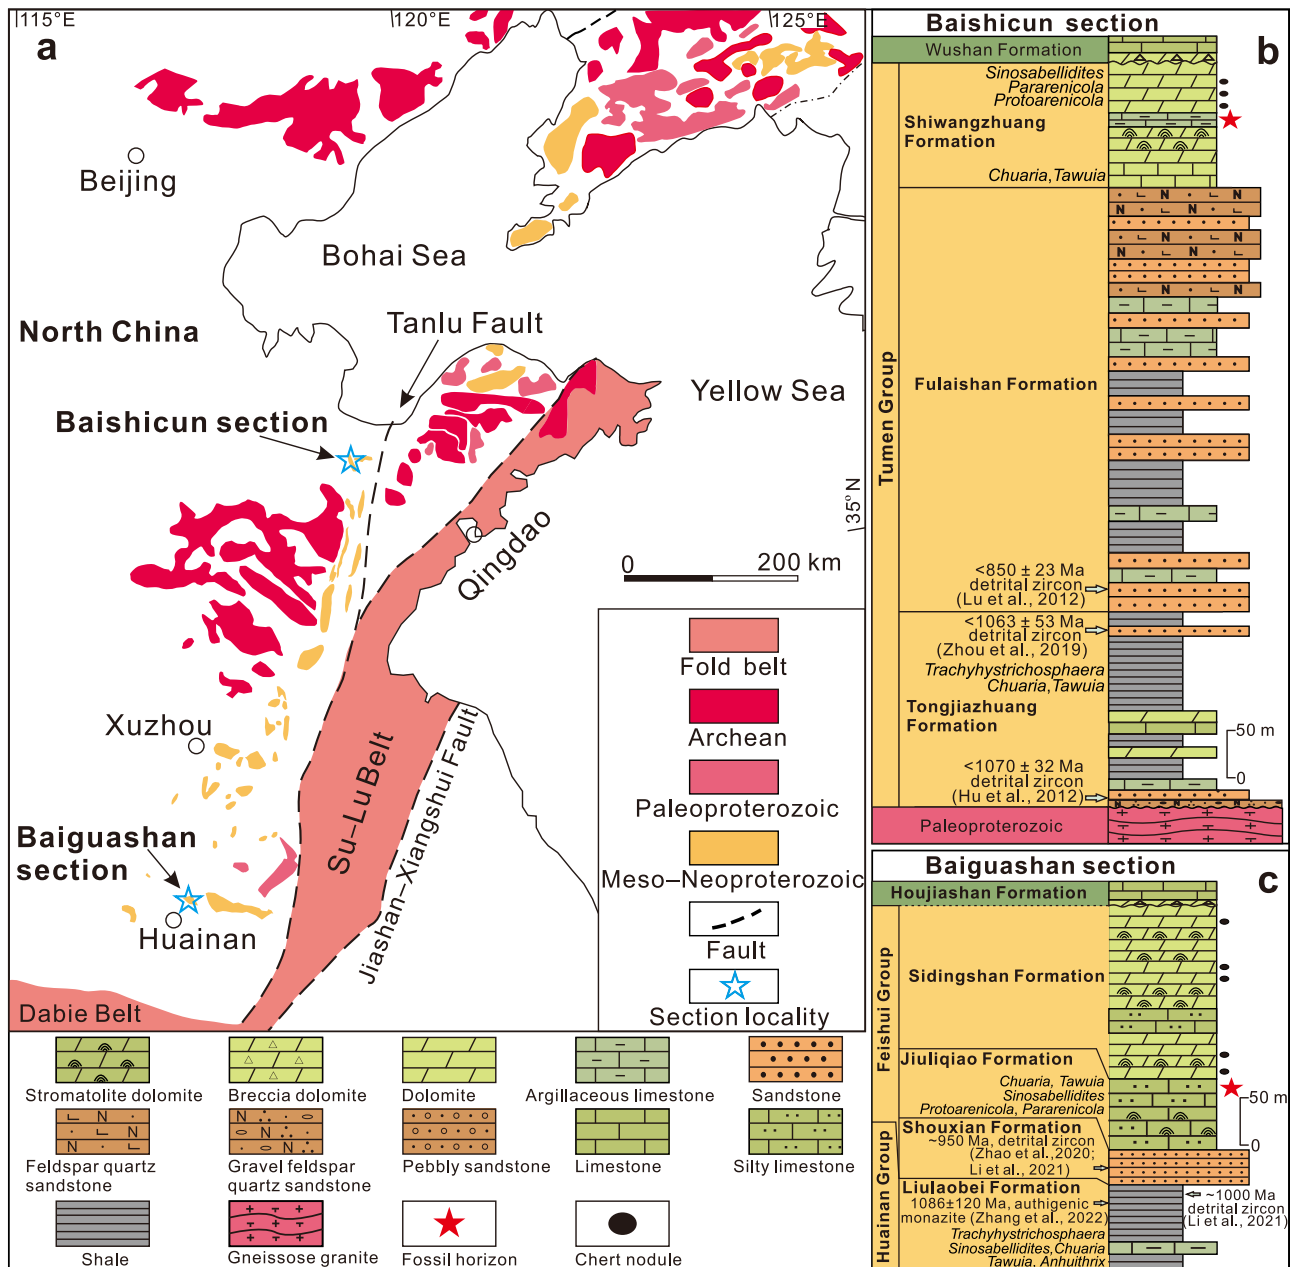 115°E
120°E
125°E
a
Beijing
Bohai Sea
North China
Tanlu Fault
Yellow Sea
Baishicun section
35°N
Qingdao
0
200 km
Xuzhou
Su–Lu Belt
Jiashan–Xiangshui Fault
Baiguashan
section
Huainan
Dabie Belt
Fold belt
Archean
Paleoproterozoic
Meso–Neoproterozoic
Fault
Section locality
Stromatolite dolomite
Breccia dolomite
Dolomite
Argillaceous limestone
Sandstone
Feldspar quartz
sandstone
Gravel feldspar
quartz sandstone
Pebbly sandstone
Limestone
Silty limestone
Shale
Gneissose granite
Fossil horizon
Chert nodule
Baishicun section
b
Wushan Formation
Sinosabellidites
Pararenicola
Protoarenicola
Shiwangzhuang
Formation
Chuaria, Tawuia
Tumen Group
Fulaishan Formation
<850 ± 23 Ma
detrital zircon
(Lu et al., 2012)
<1063 ± 53 Ma
detrital zircon
(Zhou et al., 2019)
Trachyhystrichosphaera
Chuaria, Tawuia
Tongjiazhuang
Formation
50 m
0
<1070 ± 32 Ma
detrital zircon
(Hu et al., 2012)
Paleoproterozoic
Baiguashan section
c
Houjiashan Formation
Feishui Group
Sidingshan Formation
Jiuliqiao Formation
Chuaria, Tawuia
Sinosabellidites
Protoarenicola, Pararenicola
50 m
0
Huainan Group
Shouxian Formation
~950 Ma, detrital zircon
(Zhao et al., 2020;
Li et al., 2021)
Liulaobei Formation
1086±120 Ma, authigenic
monazite (Zhang et al., 2022)
~1000 Ma
detrital zircon
(Li et al., 2021)
Trachyhystrichosphaera
Sinosabellidites, Chuaria
Tawuia, Anhuithrix